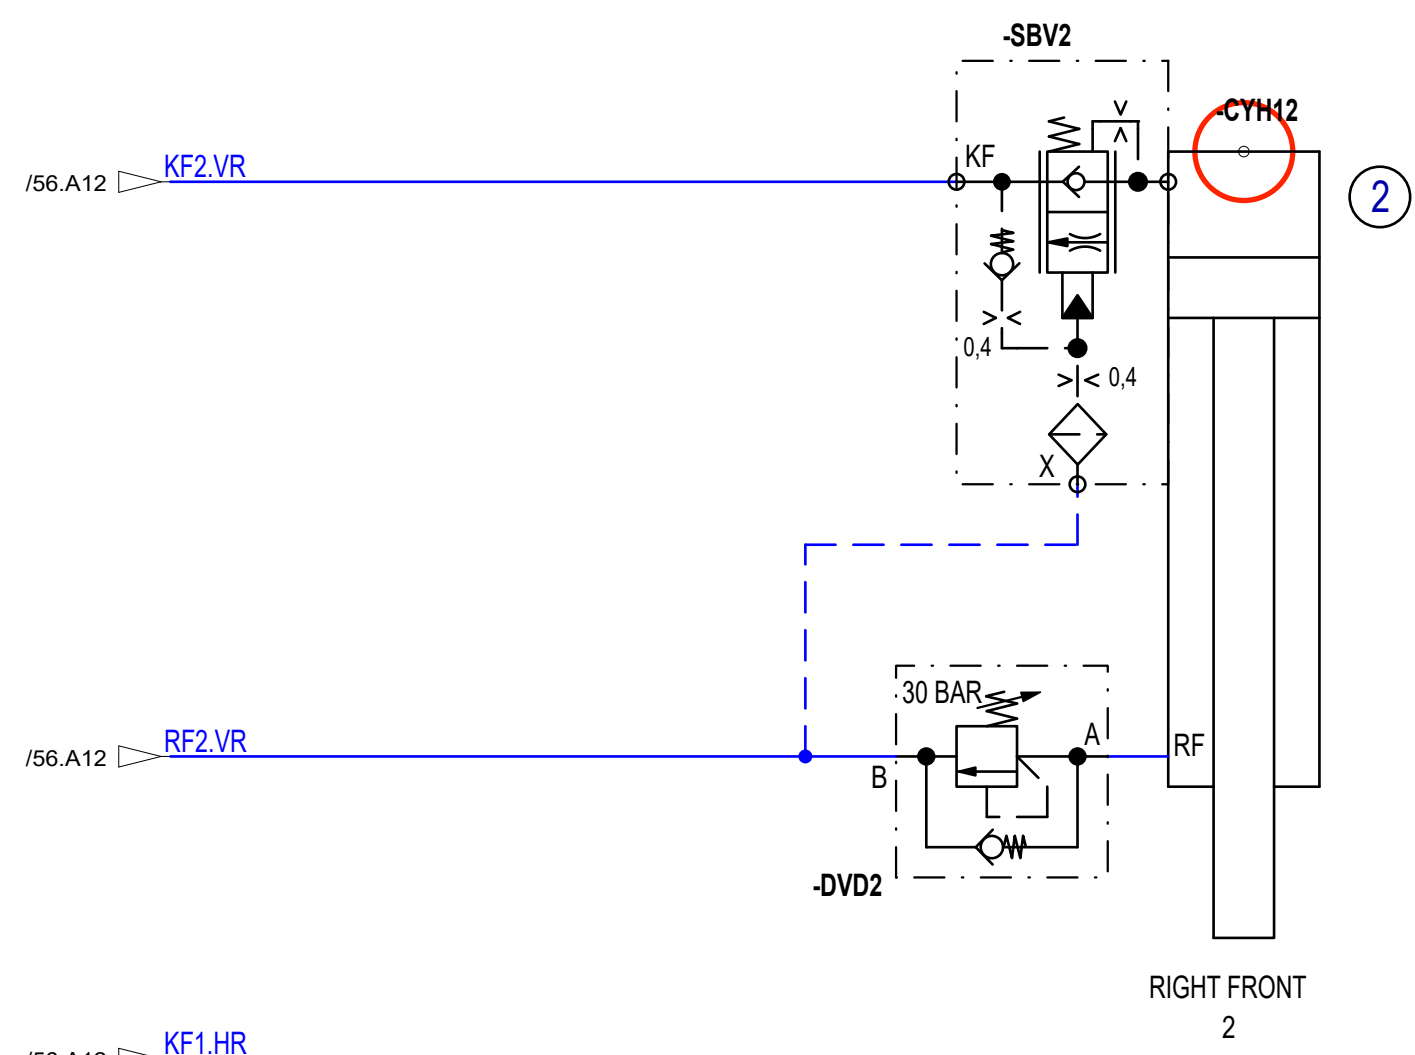 -SBV2
-CYH12
KF2.VR
/56.A12
KF
2
0,4
0,4
X
30 BAR
RF2.VR
/56.A12
A
RF
B
-DVD2
RIGHT FRONT
2
KF1.HR